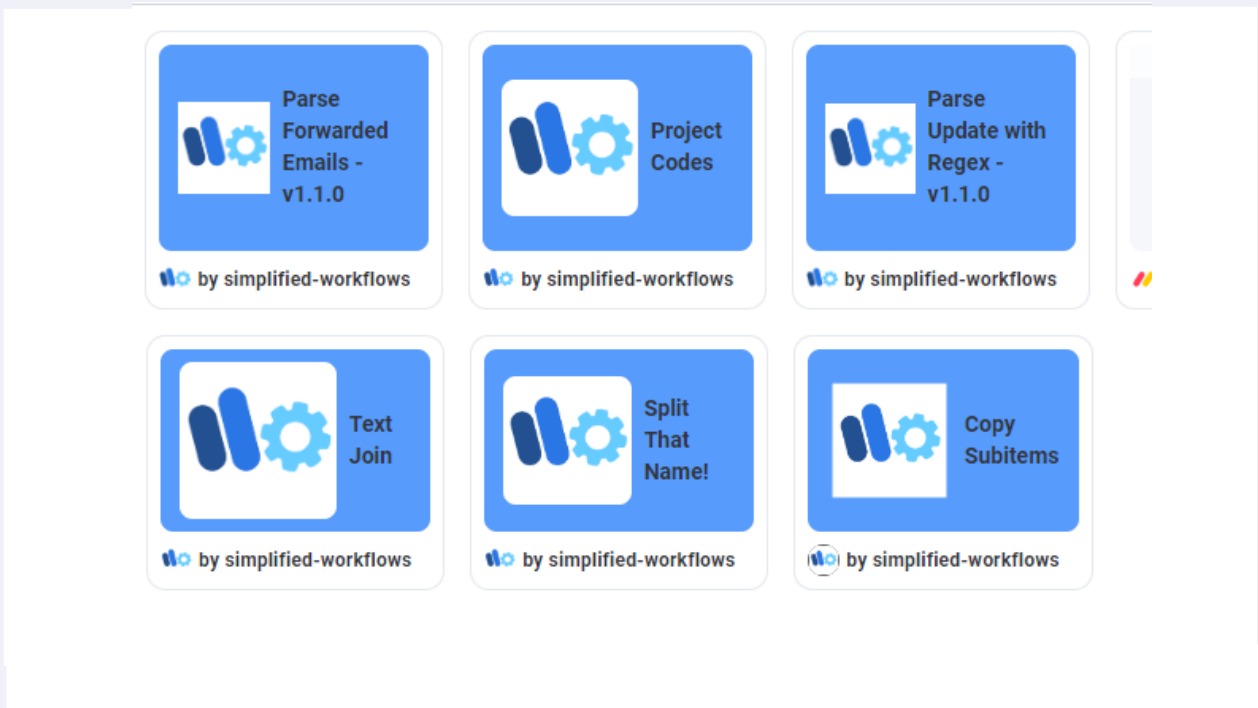 Parse
Forwarded
Emails -
v1.1.0
by simplified-workflows
Project
Codes
by simplified-workflows
Parse
Update with
Regex -
v1.1.0
by simplified-workflows
Text
Join
by simplified-workflows
Split
That
Name!
by simplified-workflows
Copy
Subitems
by simplified-workflows